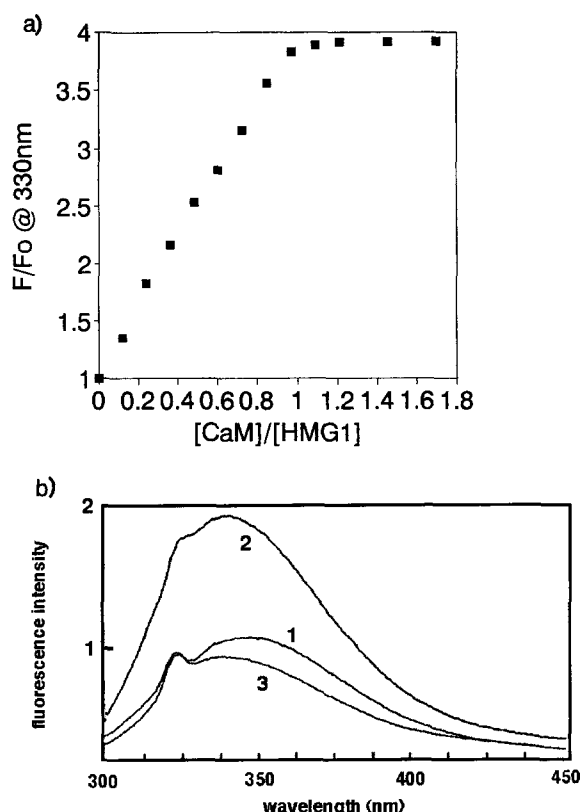 a)
4
3.5
3
2.5
2
1.5
1
F/Fo @ 330nm
0 0.2 0.4 0.6 0.8 1 1.2 1.4 1.6 1.8
[CaM]/[HMG1]
b)
2
1
fluorescence intensity
2
1
3
300 350 400 450
wavelength (nm)